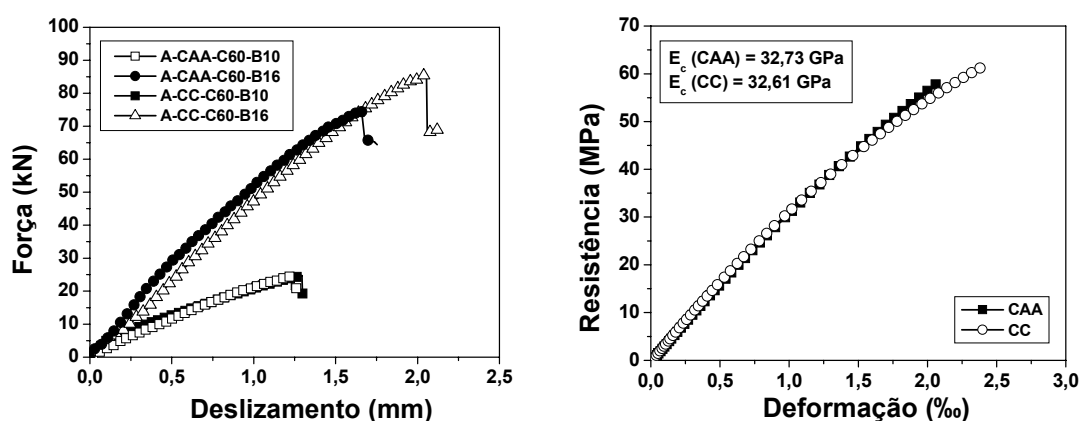 100
90
80
70
60
50
40
30
20
10
0
Força (kN)
A-CAA-C60-B10
A-CAA-C60-B16
A-CC-C60-B10
A-CC-C60-B16
0,0 0,5 1,0 1,5 2,0 2,5
Deslizamento (mm)
70
60
50
40
30
20
10
0
Resistência (MPa)
E_c (CAA) = 32,73 GPa
E_c (CC) = 32,61 GPa
CAA
CC
0,0 0,5 1,0 1,5 2,0 2,5 3,0
Deformação (‰)